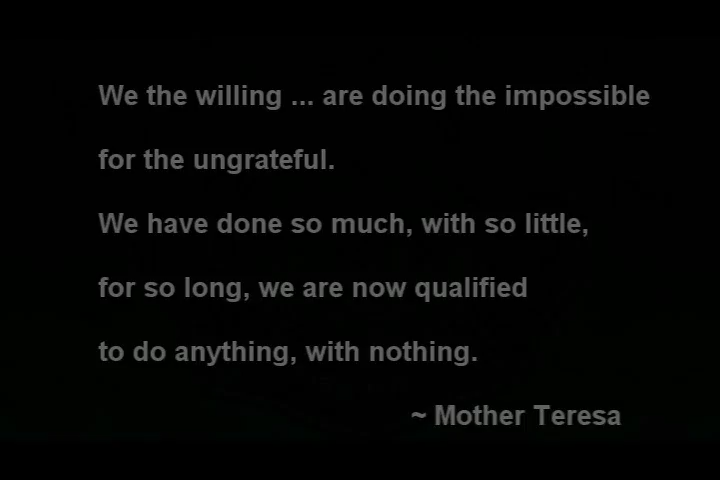 We the willing ... are doing the impossible
for the ungrateful.
We have done so much, with so little,
for so long, we are now qualified
to do anything, with nothing.
~ Mother Teresa